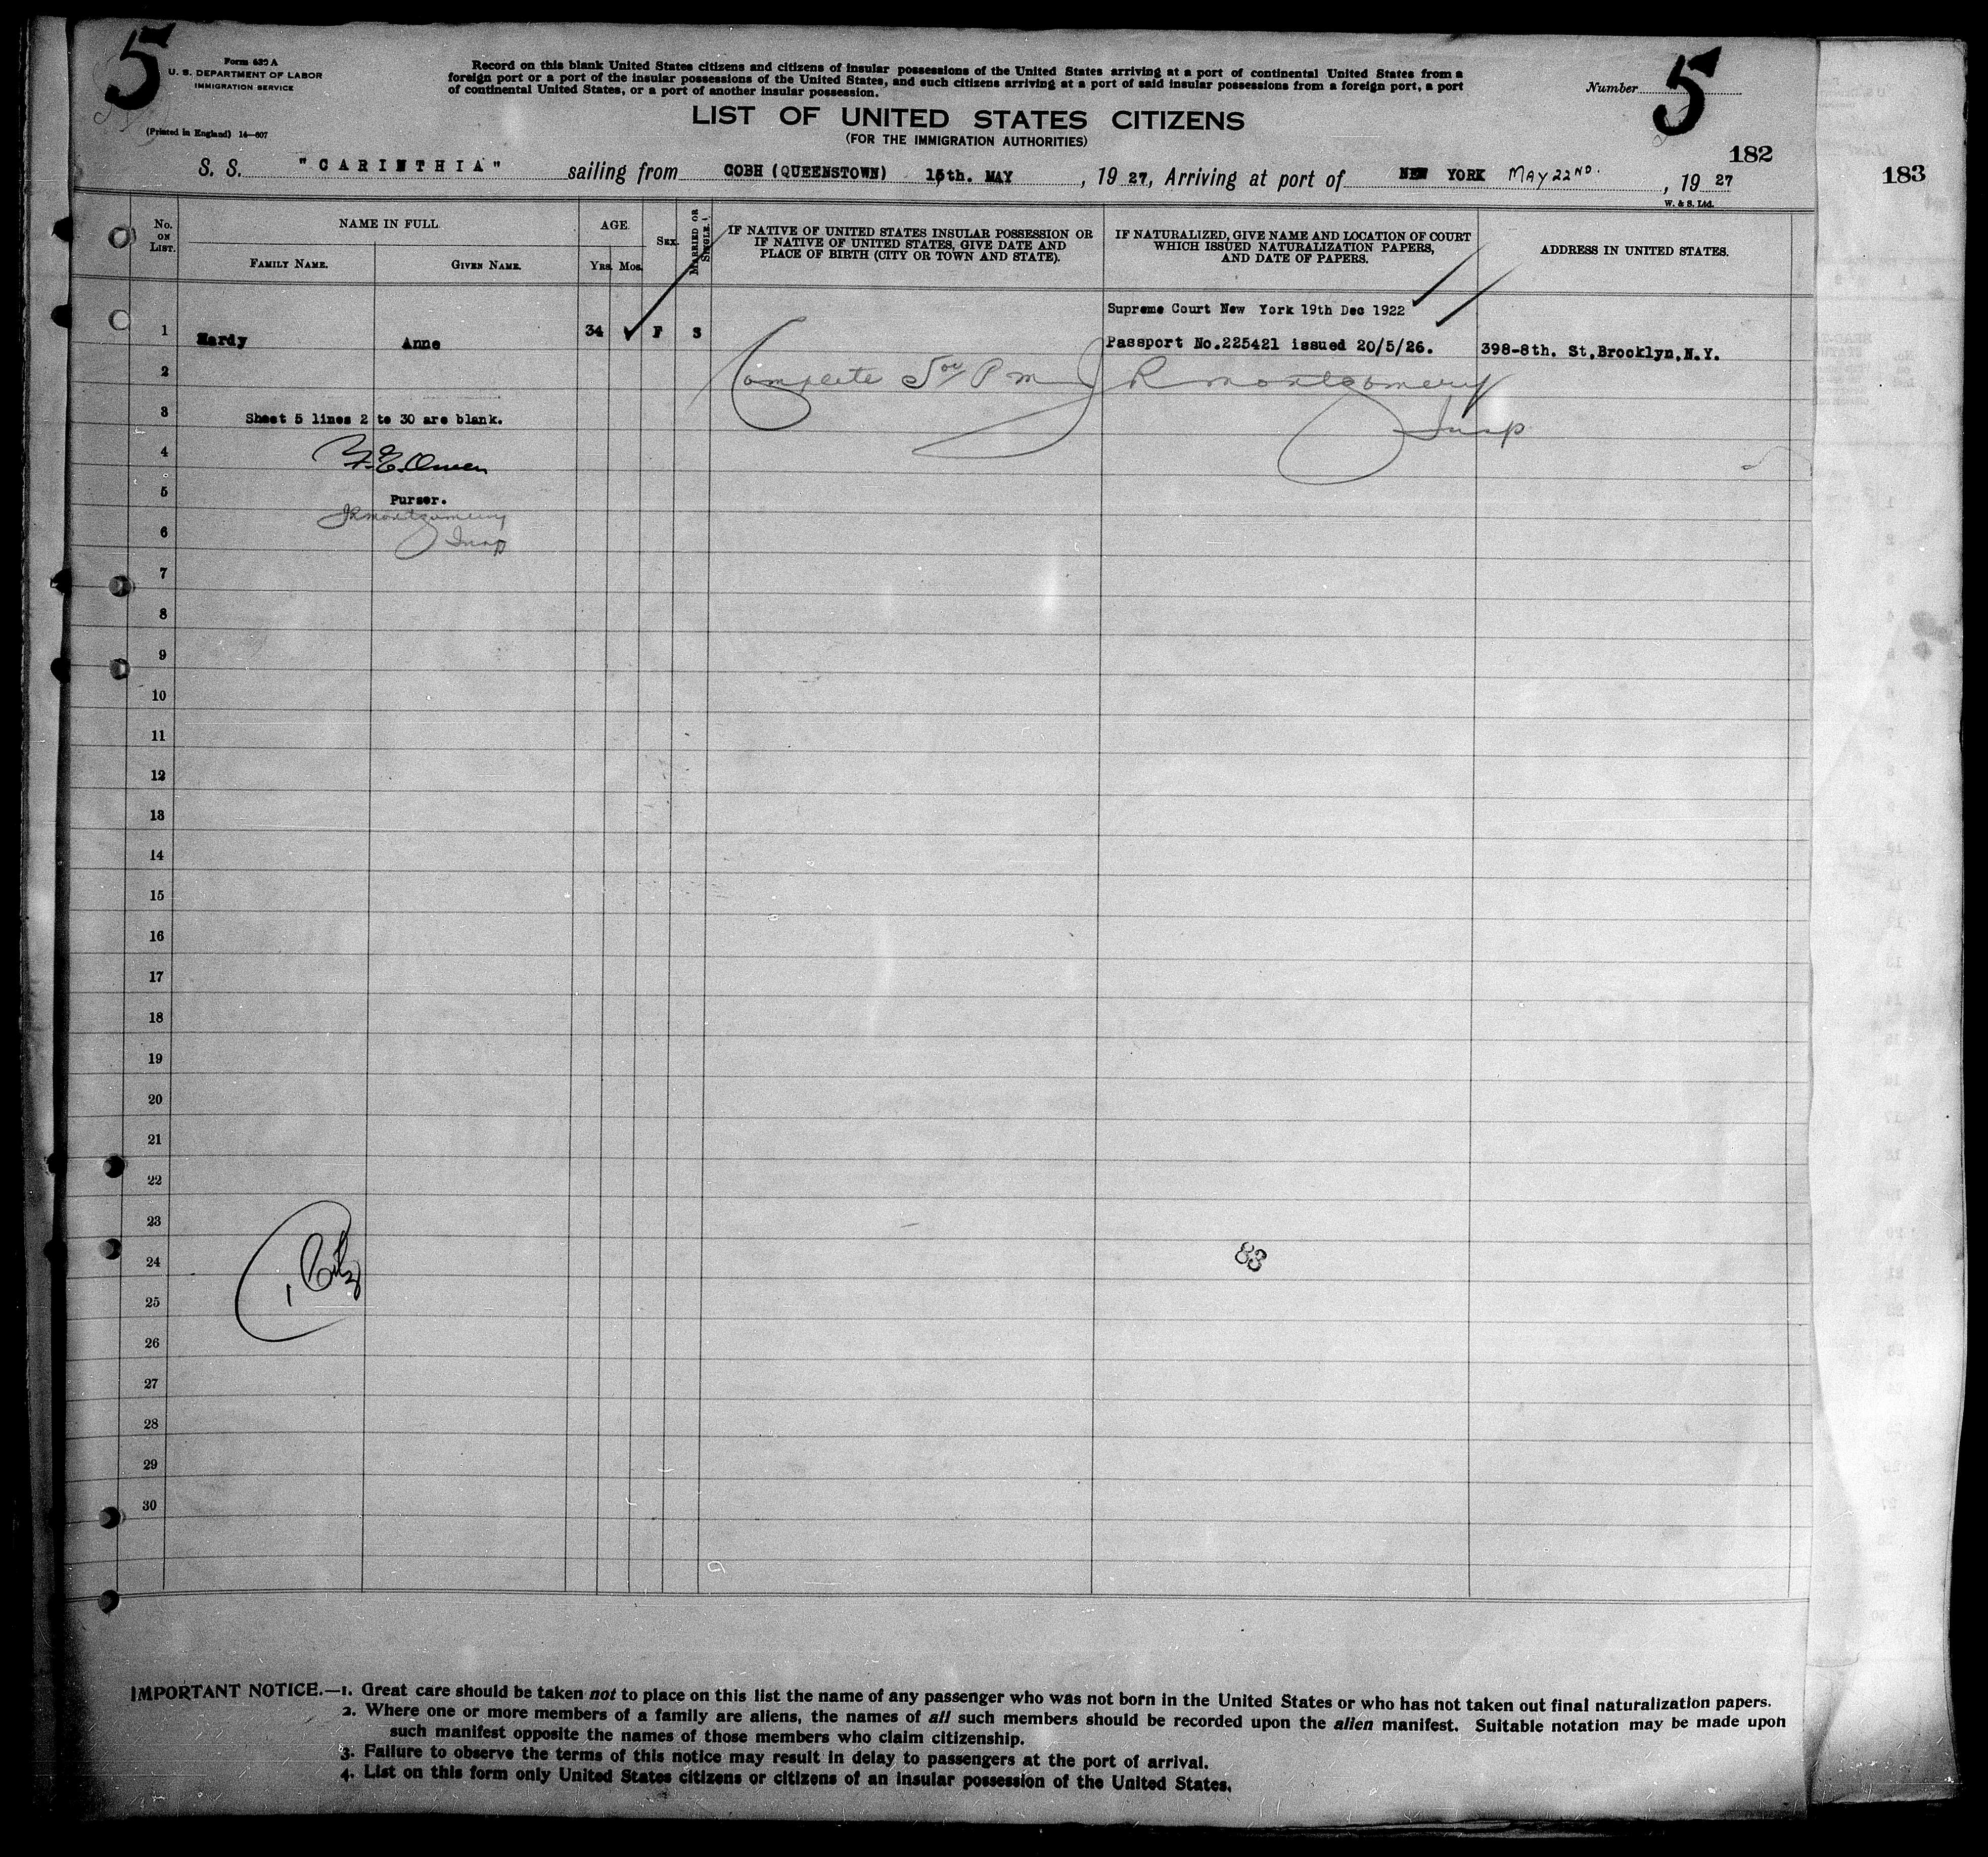 5
Form 639 A
U. S. DEPARTMENT OF LABOR
IMMIGRATION SERVICE
(Printed in England) 14—607
Record on this blank United States citizens and citizens of insular possessions of the United States arriving at a port of continental United States from a
foreign port or a port of the insular possessions of the United States, and such citizens arriving at a port of said insular possessions from a foreign port, a port
of continental United States, or a port of another insular possession.
Number 5
LIST OF UNITED STATES CITIZENS
(FOR THE IMMIGRATION AUTHORITIES)
182
183
S. S. "CARINTHIA" sailing from COBH (QUEENSTOWN) 15th. MAY, 19 27, Arriving at port of NEW YORK MAY 22ND., 19 27
W. & S. Ltd.
No. ON LIST.
NAME IN FULL
FAMILY NAME. GIVEN NAME.
AGE.
YRS. MOS.
SEX.
MARRIED OR SINGLE.
IF NATIVE OF UNITED STATES INSULAR POSSESSION OR
IF NATIVE OF UNITED STATES, GIVE DATE AND
PLACE OF BIRTH (CITY OR TOWN AND STATE).
IF NATURALIZED, GIVE NAME AND LOCATION OF COURT
WHICH ISSUED NATURALIZATION PAPERS,
AND DATE OF PAPERS.
ADDRESS IN UNITED STATES.
Supreme Court New York 19th Dec 1922
1 Hardy Anne 34 F S Passport No.225421 issued 20/5/26. 398-8th. St,Brooklyn,N.Y.
2 Complete P m J R Montgomery
Insp
3 Sheet 5 lines 2 to 30 are blank.
4 Owen
5 Purser.
JRMontgomery
6 Insp
7
8
9
10
11
12
13
14
15
16
17
18
19
20
21
22
23
24 83
25
26
27
28
29
30
IMPORTANT NOTICE.—1. Great care should be taken not to place on this list the name of any passenger who was not born in the United States or who has not taken out final naturalization papers.
2. Where one or more members of a family are aliens, the names of all such members should be recorded upon the alien manifest. Suitable notation may be made upon
such manifest opposite the names of those members who claim citizenship.
3. Failure to observe the terms of this notice may result in delay to passengers at the port of arrival.
4. List on this form only United States citizens or citizens of an insular possession of the United States.